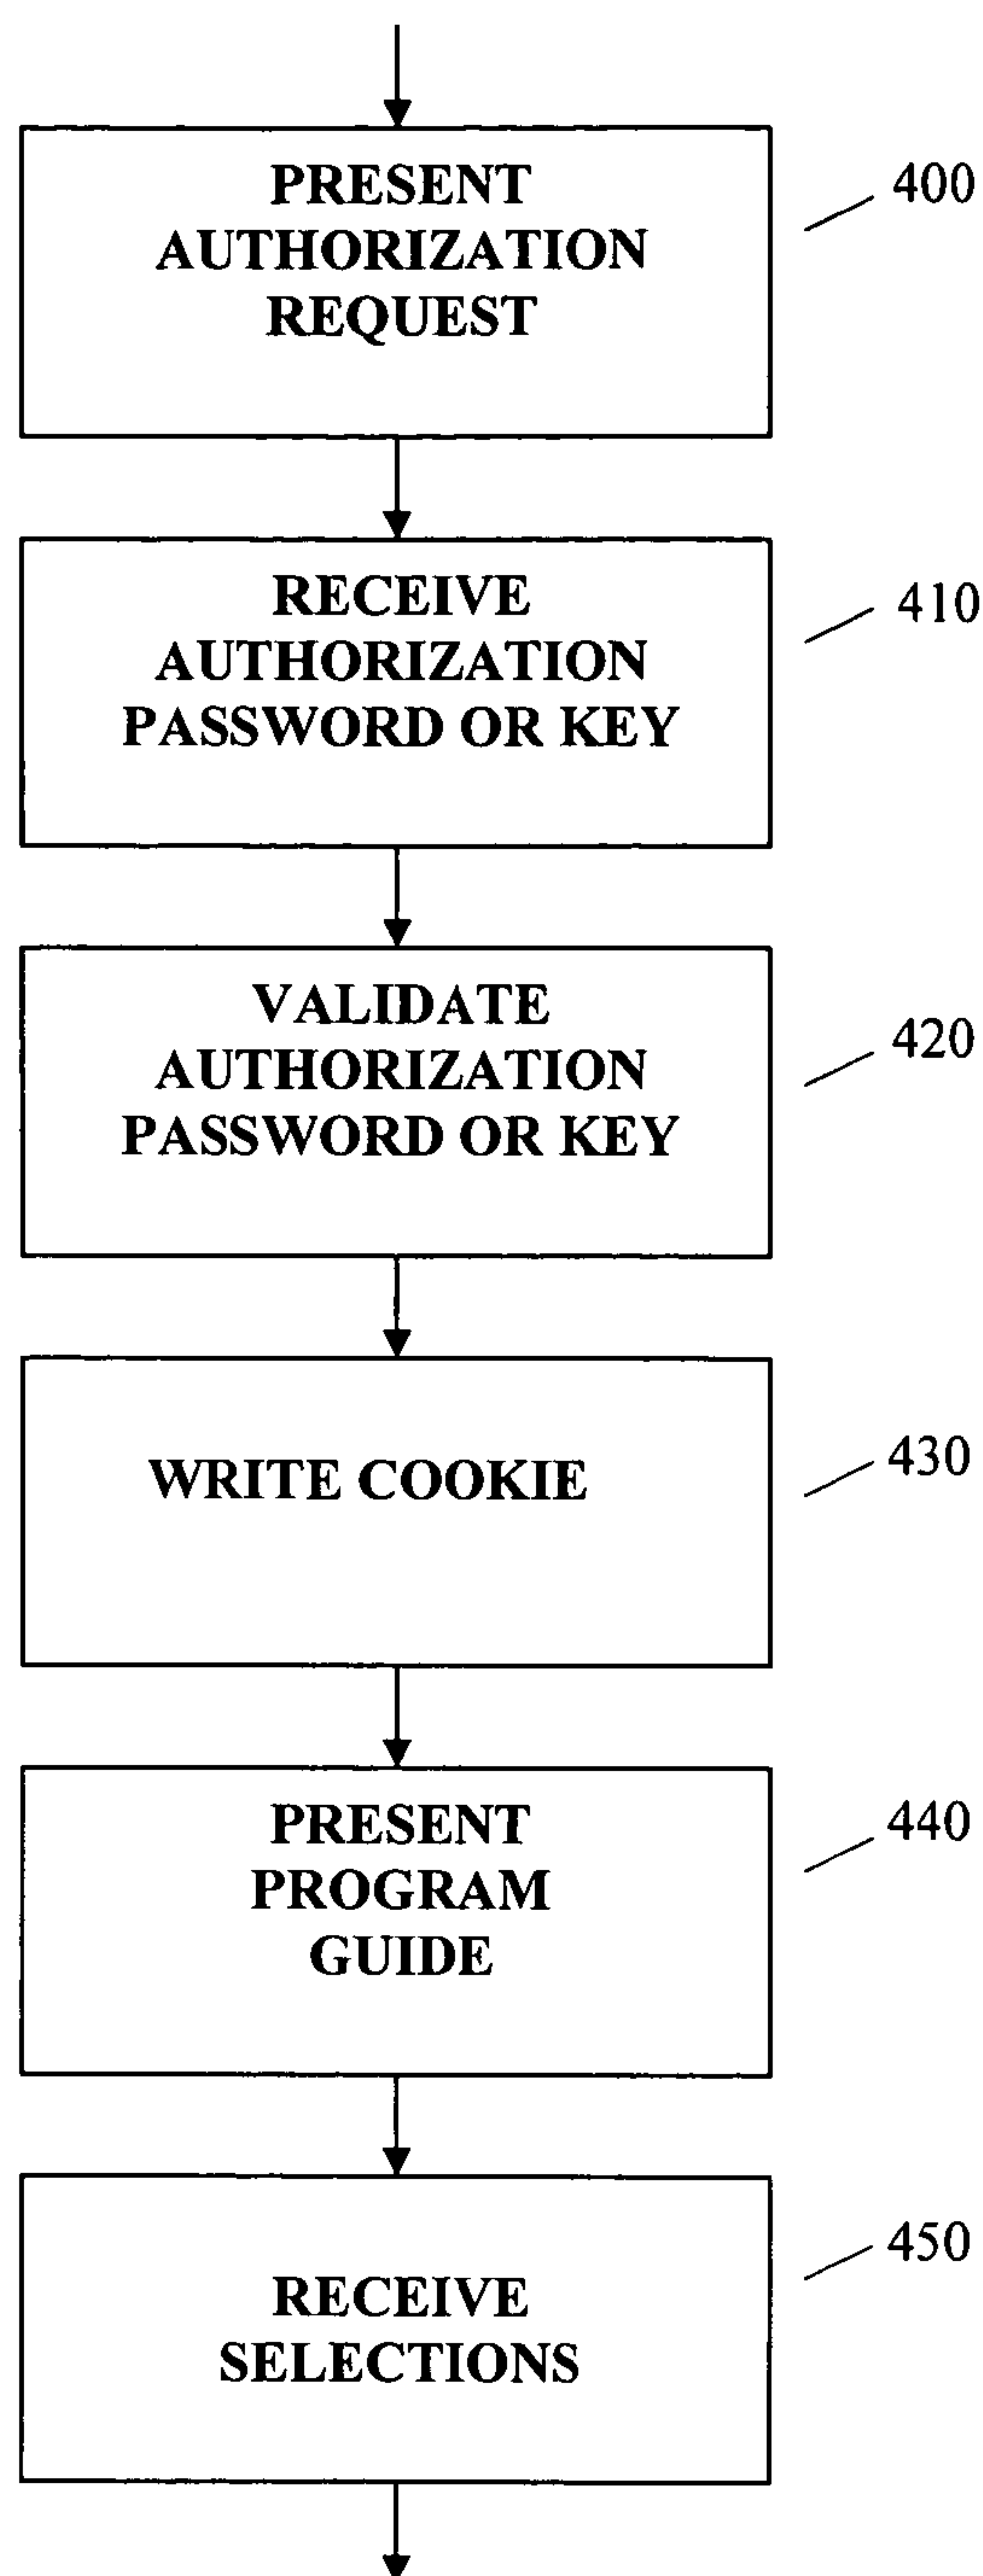 PRESENT
AUTHORIZATION
REQUEST
400
RECEIVE
AUTHORIZATION
PASSWORD OR KEY
410
VALIDATE
AUTHORIZATION
PASSWORD OR KEY
420
WRITE COOKIE
430
PRESENT
PROGRAM
GUIDE
440
RECEIVE
SELECTIONS
450